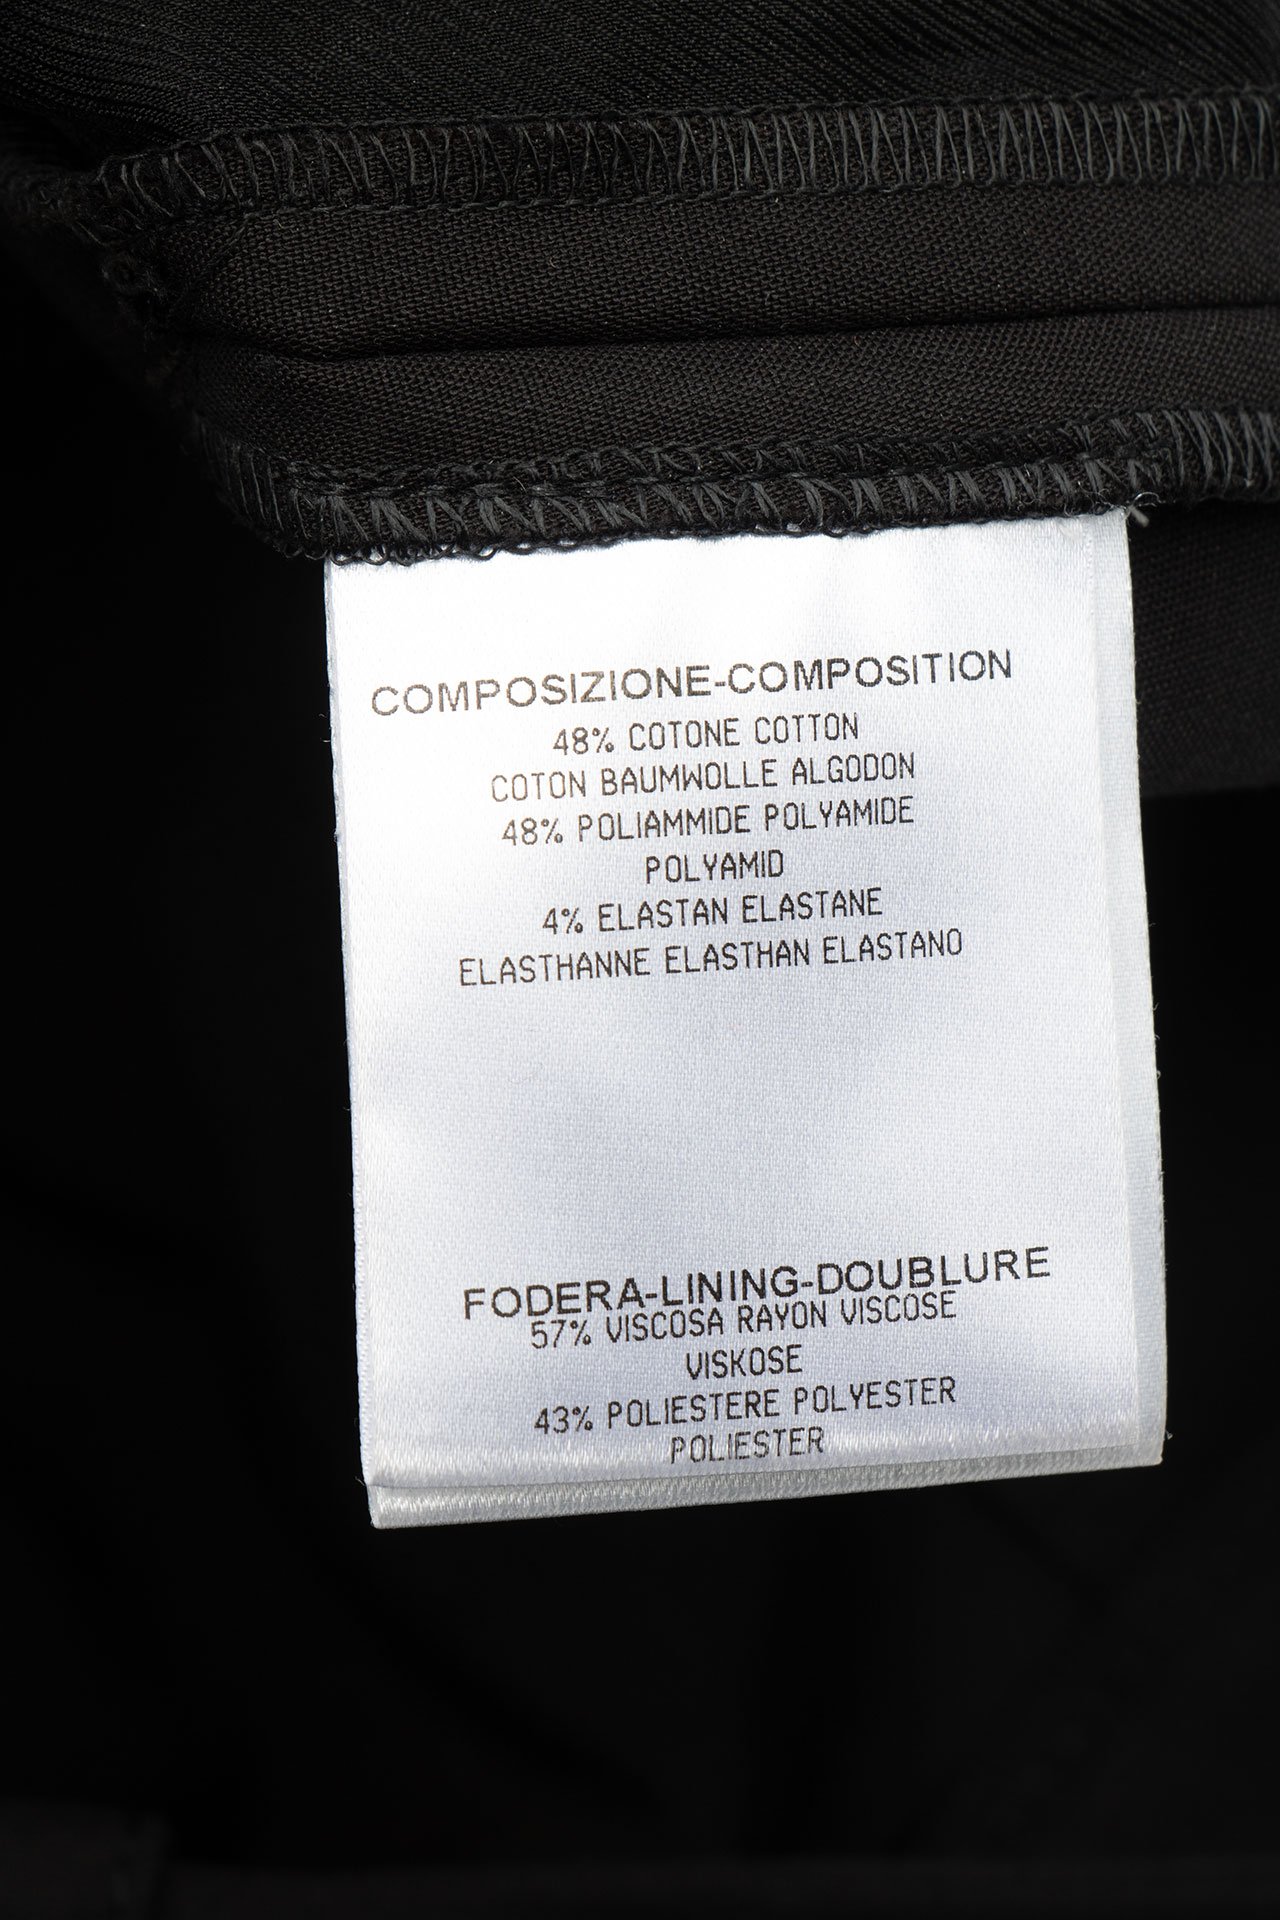 COMPOSIZIONE-COMPOSITION
48% COTONE COTTON
COTON BAUMWOLLE ALGODON
48% POLIAMMIDE POLYAMIDE
POLYAMID
4% ELASTAN ELASTANE
ELASTHANNE ELASTHAN ELASTANO
FODERA-LINING-DOUBLURE
57% VISCOSA RAYON VISCOSE
VISKOSE
43% POLIESTERE POLYESTER
POLIESTER